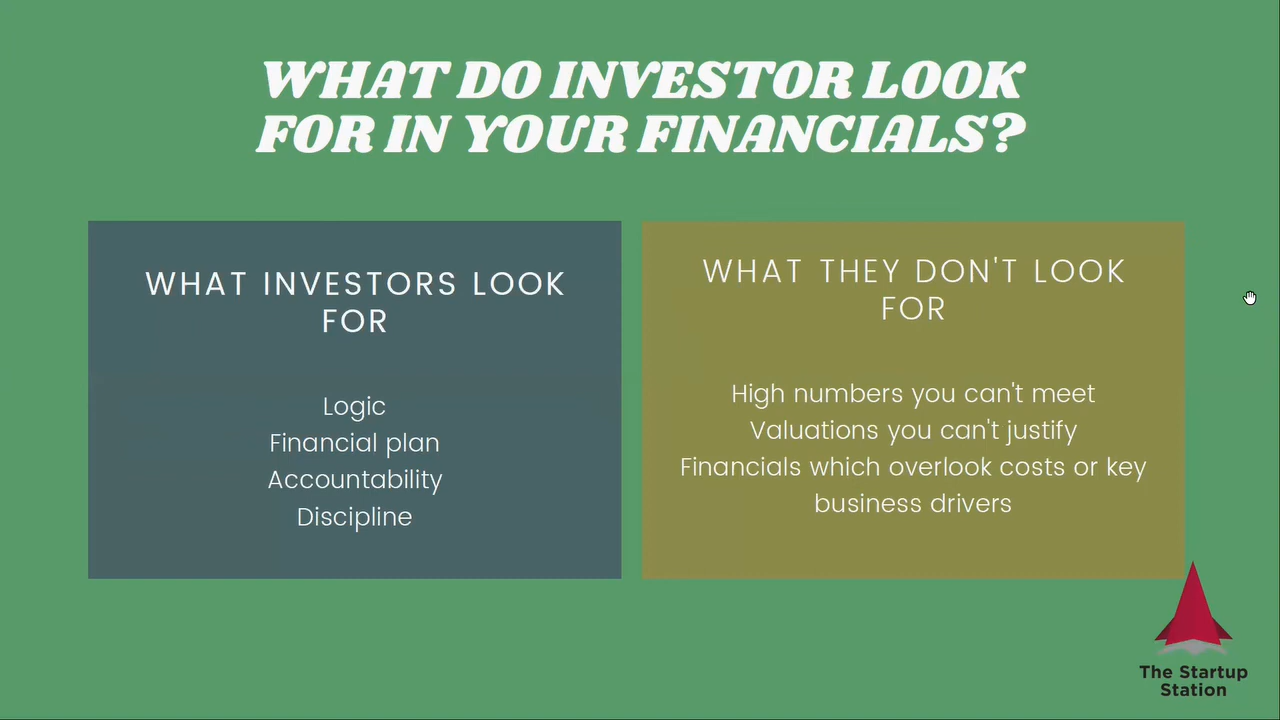 WHAT DO INVESTOR LOOK
FOR IN YOUR FINANCIALS?
WHAT INVESTORS LOOK
FOR
Logic
Financial plan
Accountability
Discipline
WHAT THEY DON'T LOOK
FOR
High numbers you can't meet
Valuations you can't justify
Financials which overlook costs or key
business drivers
The Startup
Station